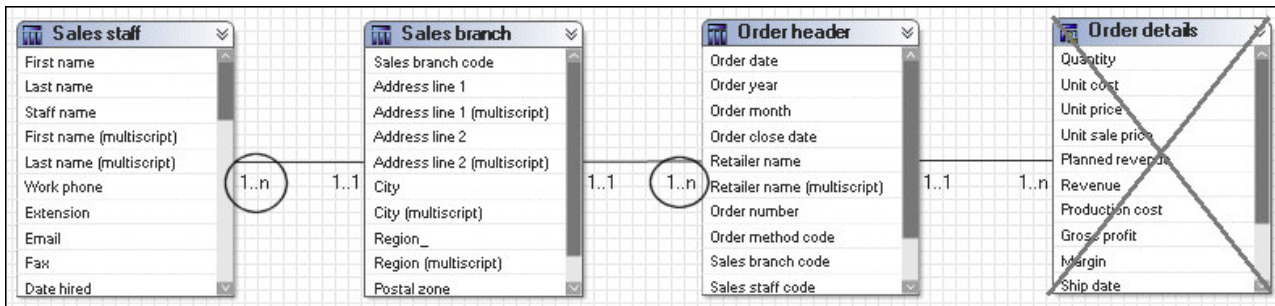 Sales staff
First name
Last name
Staff name
First name (multiscript)
Last name (multiscript)
Work phone
Extension
Email
Fax
Date hired
1..n
1..1
Sales branch
Sales branch code
Address line 1
Address line 1 (multiscript)
Address line 2
Address line 2 (multiscript)
City
City (multiscript)
Region_
Region (multiscript)
Postal zone
1..1
1..n
Order header
Order date
Order year
Order month
Order close date
Retailer name
Retailer name (multiscript)
Order number
Order method code
Sales branch code
Sales staff code
1..1
1..n
Order details
Quantity
Unit cost
Unit price
Unit sale price
Planned revenue
Revenue
Production cost
Gross profit
Margin
Ship date